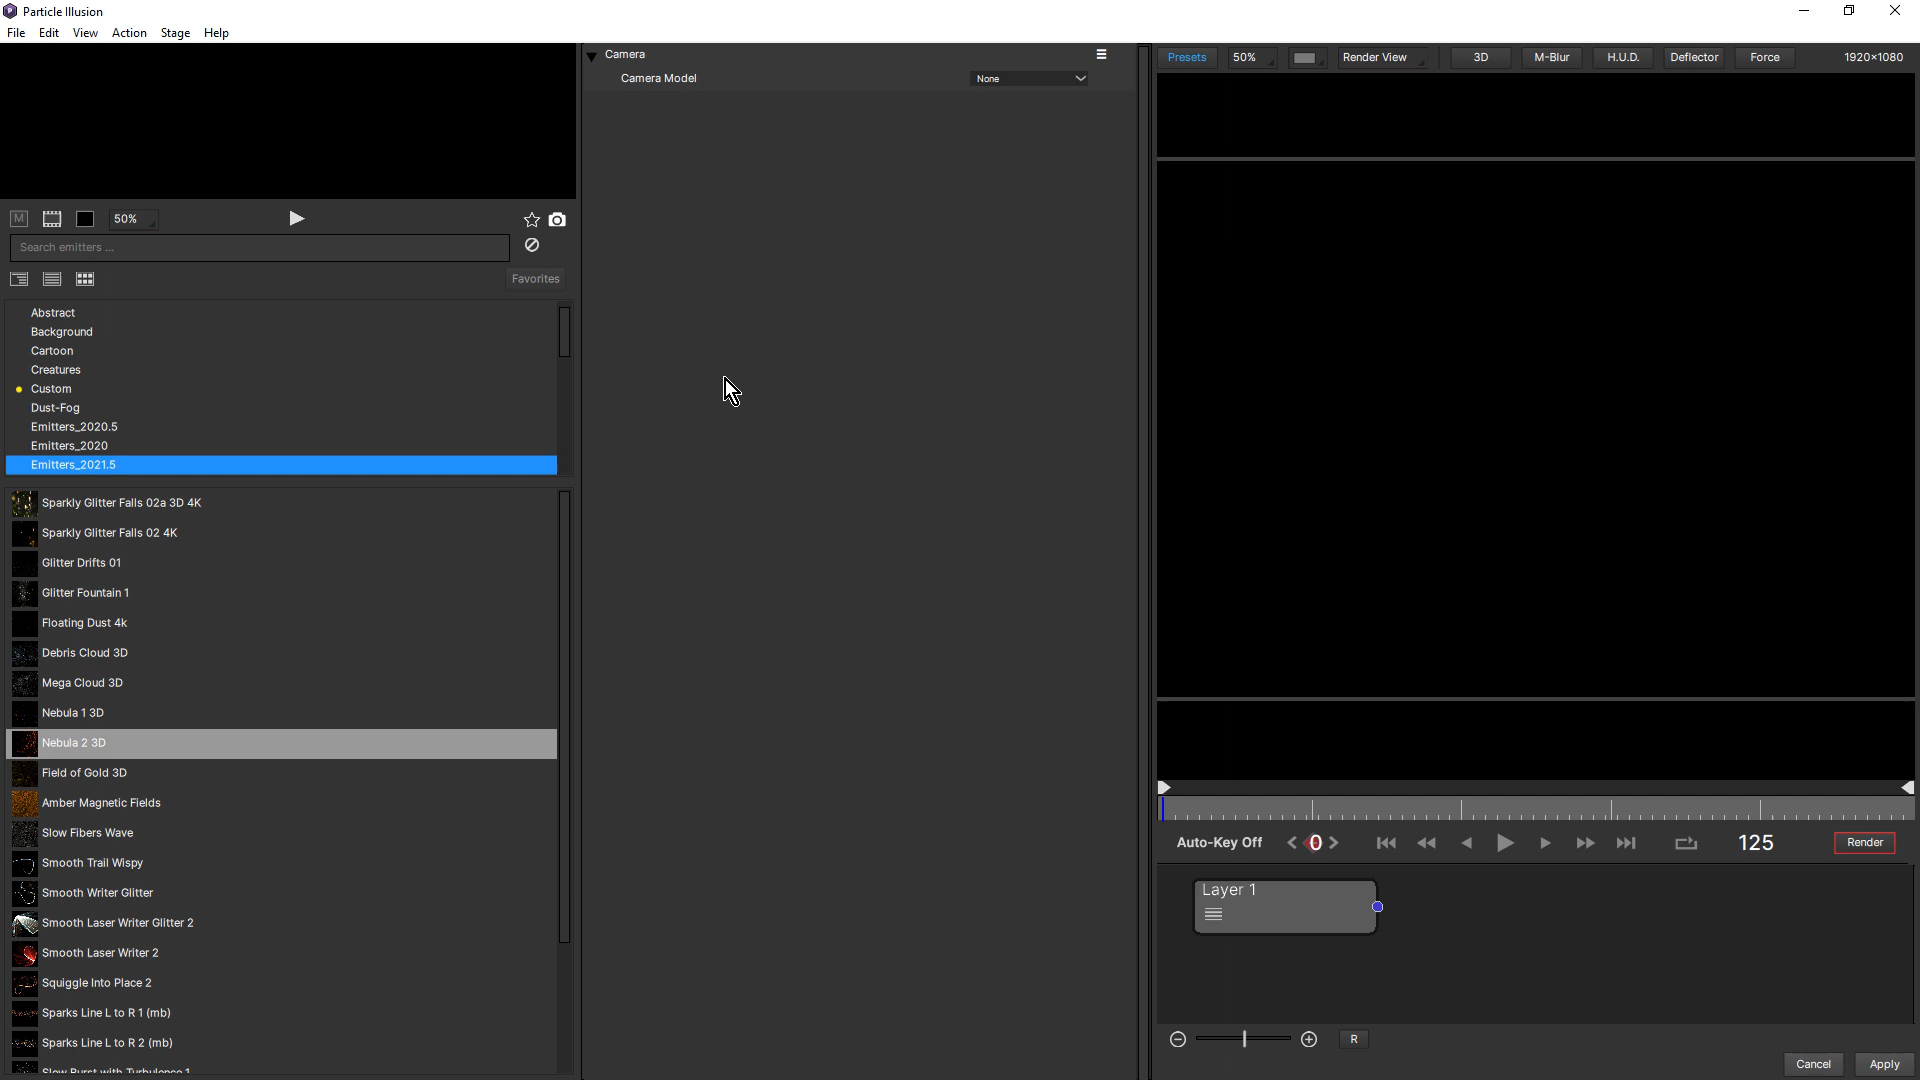 Particle Illusion
File Edit View Action Stage Help
M 50%
Search emitters ...
Favorites
Abstract
Background
Cartoon
Creatures
Custom
Dust-Fog
Emitters_2020.5
Emitters_2020
Emitters_2021.5
Sparkly Glitter Falls 02a 3D 4K
Sparkly Glitter Falls 02 4K
Glitter Drifts 01
Glitter Fountain 1
Floating Dust 4k
Debris Cloud 3D
Mega Cloud 3D
Nebula 1 3D
Nebula 2 3D
Field of Gold 3D
Amber Magnetic Fields
Slow Fibers Wave
Smooth Trail Wispy
Smooth Writer Glitter
Smooth Laser Writer Glitter 2
Smooth Laser Writer 2
Squiggle Into Place 2
Sparks Line L to R 1 (mb)
Sparks Line L to R 2 (mb)
Slow Burst with Turbulence 1
Camera
Camera Model None
Presets 50% Render View 3D M-Blur H.U.D. Deflector Force 1920×1080
Auto-Key Off 0 125 Render
Layer 1
R
Cancel Apply